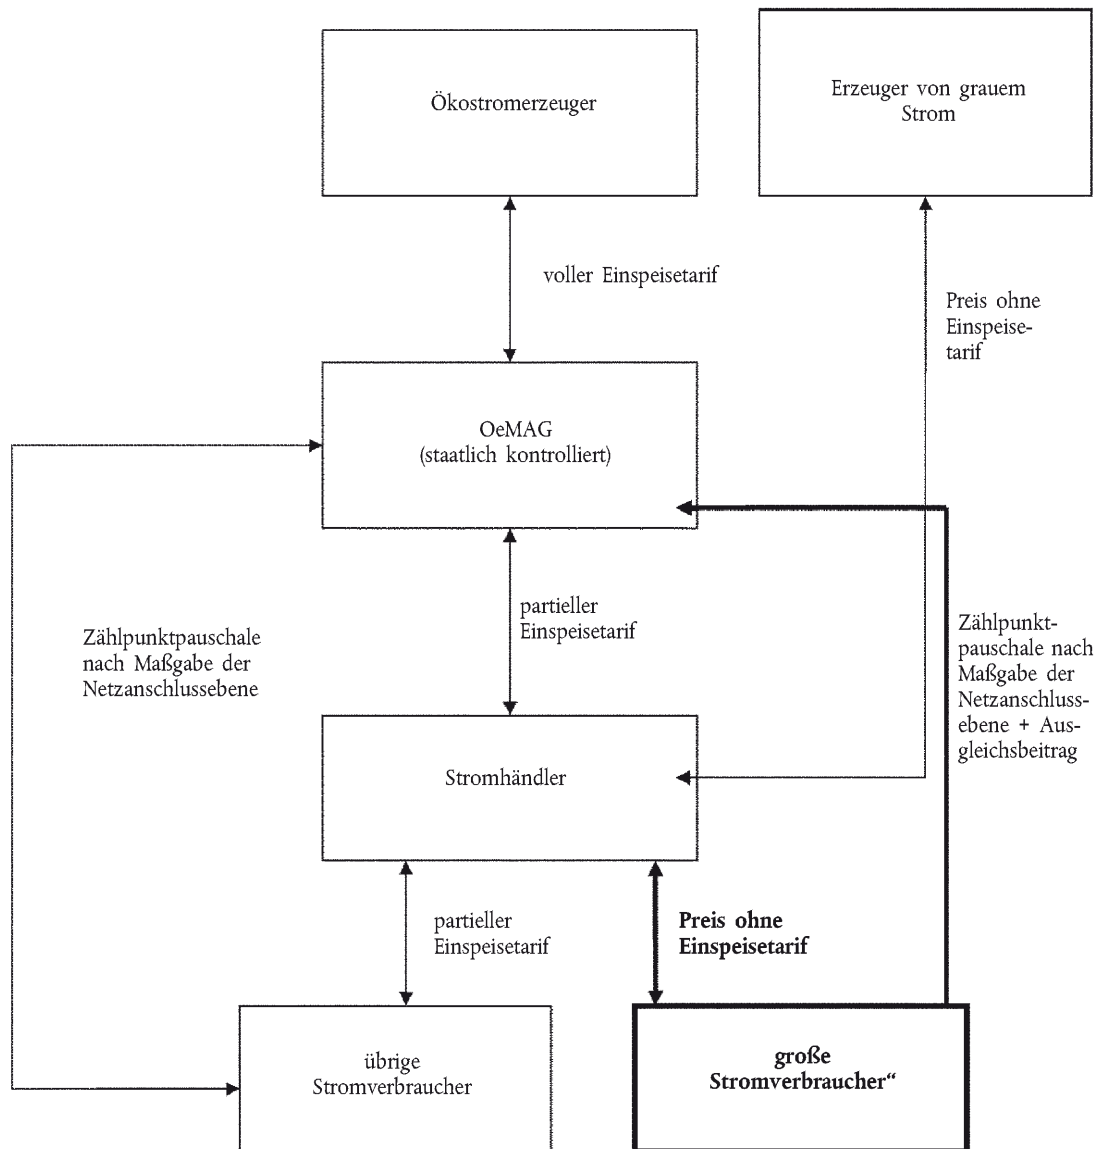 Ökostromerzeuger
Erzeuger von grauem
Strom
voller Einspeisetarif
Preis ohne
Einspeise-
tarif
OeMAG
(staatlich kontrolliert)
partieller
Einspeisetarif
Zählpunktpauschale
nach Maßgabe der
Netzanschlussebene
Zählpunkt-
pauschale nach
Maßgabe der
Netzanschluss-
ebene + Aus-
gleichsbeitrag
Stromhändler
partieller
Einspeisetarif
Preis ohne
Einspeisetarif
übrige
Stromverbraucher
große
Stromverbraucher“